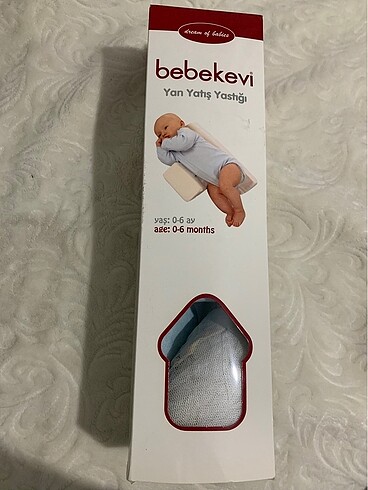 dream of babies
bebekevi
Yan Yatış Yastığı
yaş: 0-6 ay
age: 0-6 months